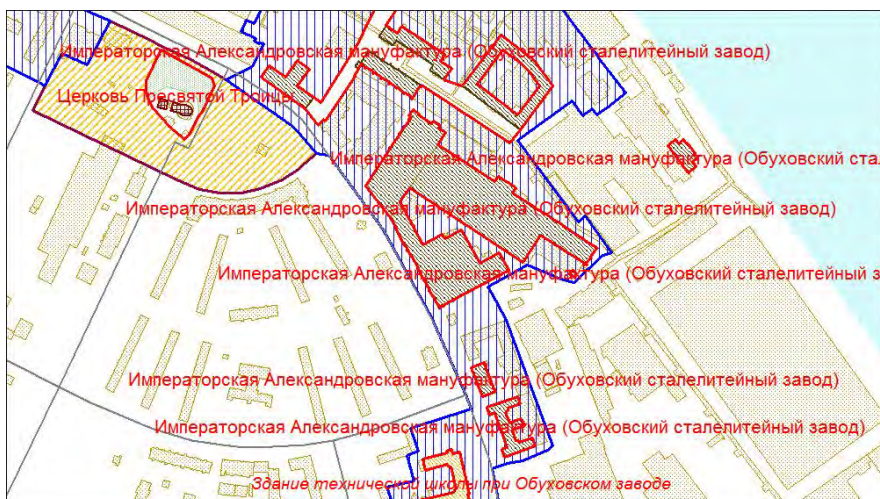 Императорская Александровская мануфактура (Обуховский сталелитейный завод)
Церковь Пресвятой Троицы
Императорская Александровская мануфактура (Обуховский стал
Императорская Александровская мануфактура (Обуховский сталелитейный завод)
Императорская Александровская мануфактура (Обуховский сталелитейный з
Императорская Александровская мануфактура (Обуховский сталелитейный завод)
Императорская Александровская мануфактура (Обуховский сталелитейный завод)
Здание технической школы при Обуховском заводе